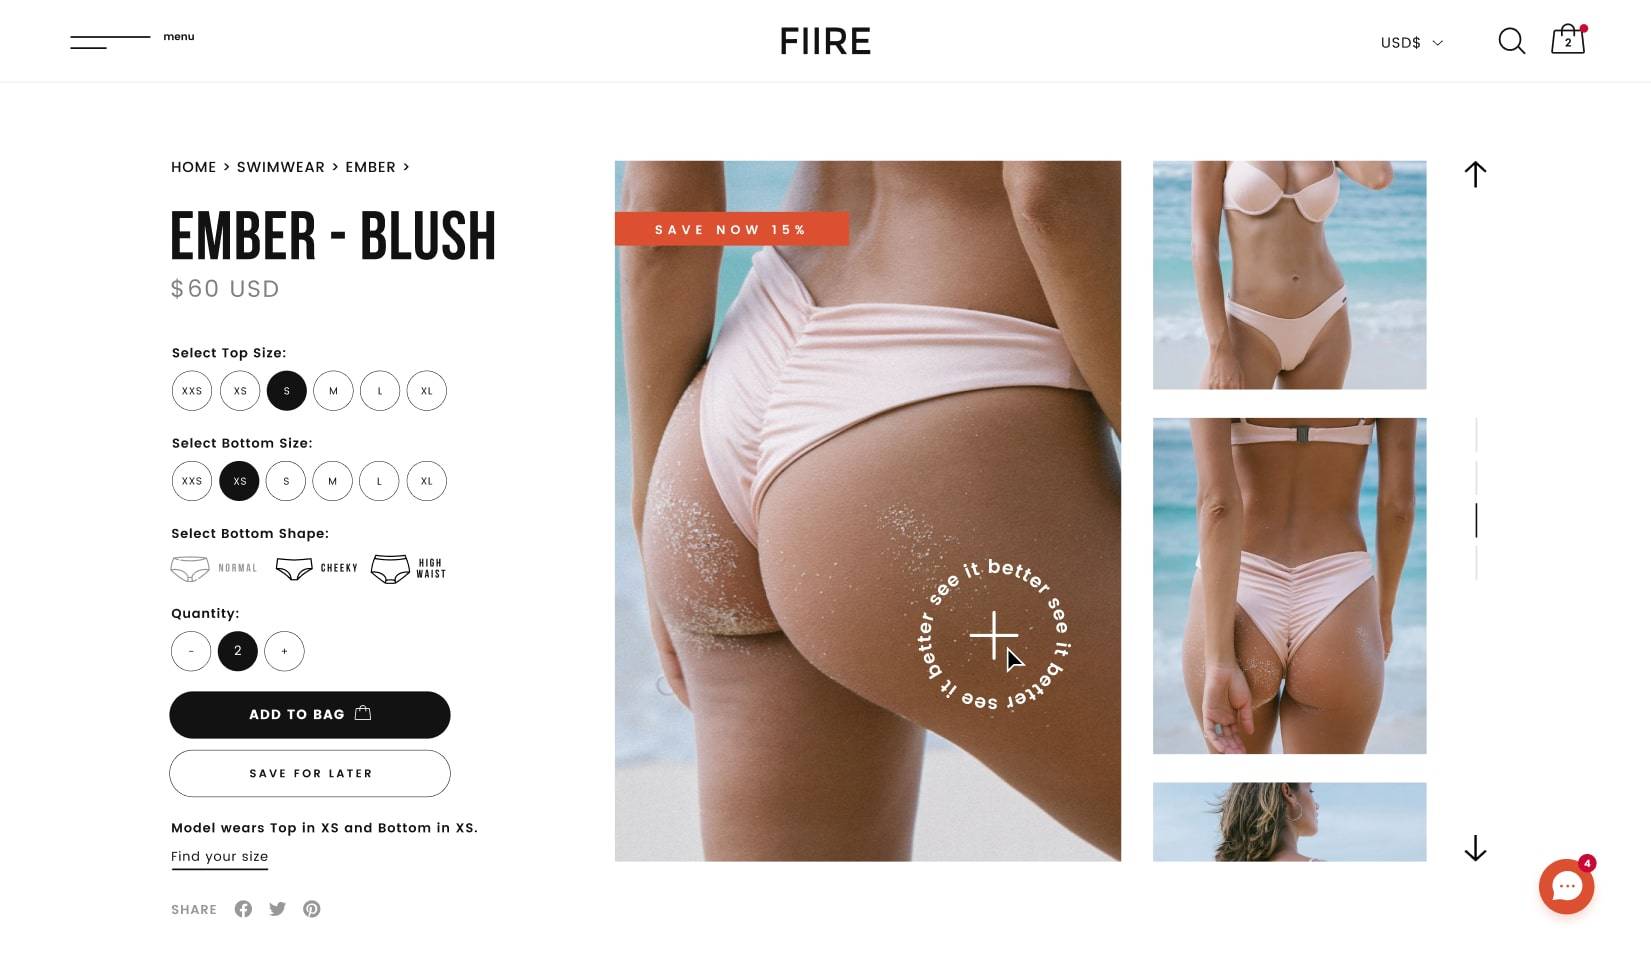 menu
FIIRE
USD$
2
HOME > SWIMWEAR > EMBER >
EMBER - BLUSH
$60 USD
Select Top Size:
XXS XS S M L XL
Select Bottom Size:
XXS XS S M L XL
Select Bottom Shape:
NORMAL CHEEKY HIGH
WAIST
Quantity:
- 2 +
ADD TO BAG
SAVE FOR LATER
Model wears Top in XS and Bottom in XS.
Find your size
SHARE
SAVE NOW 15%
see it better see it better see it better
4